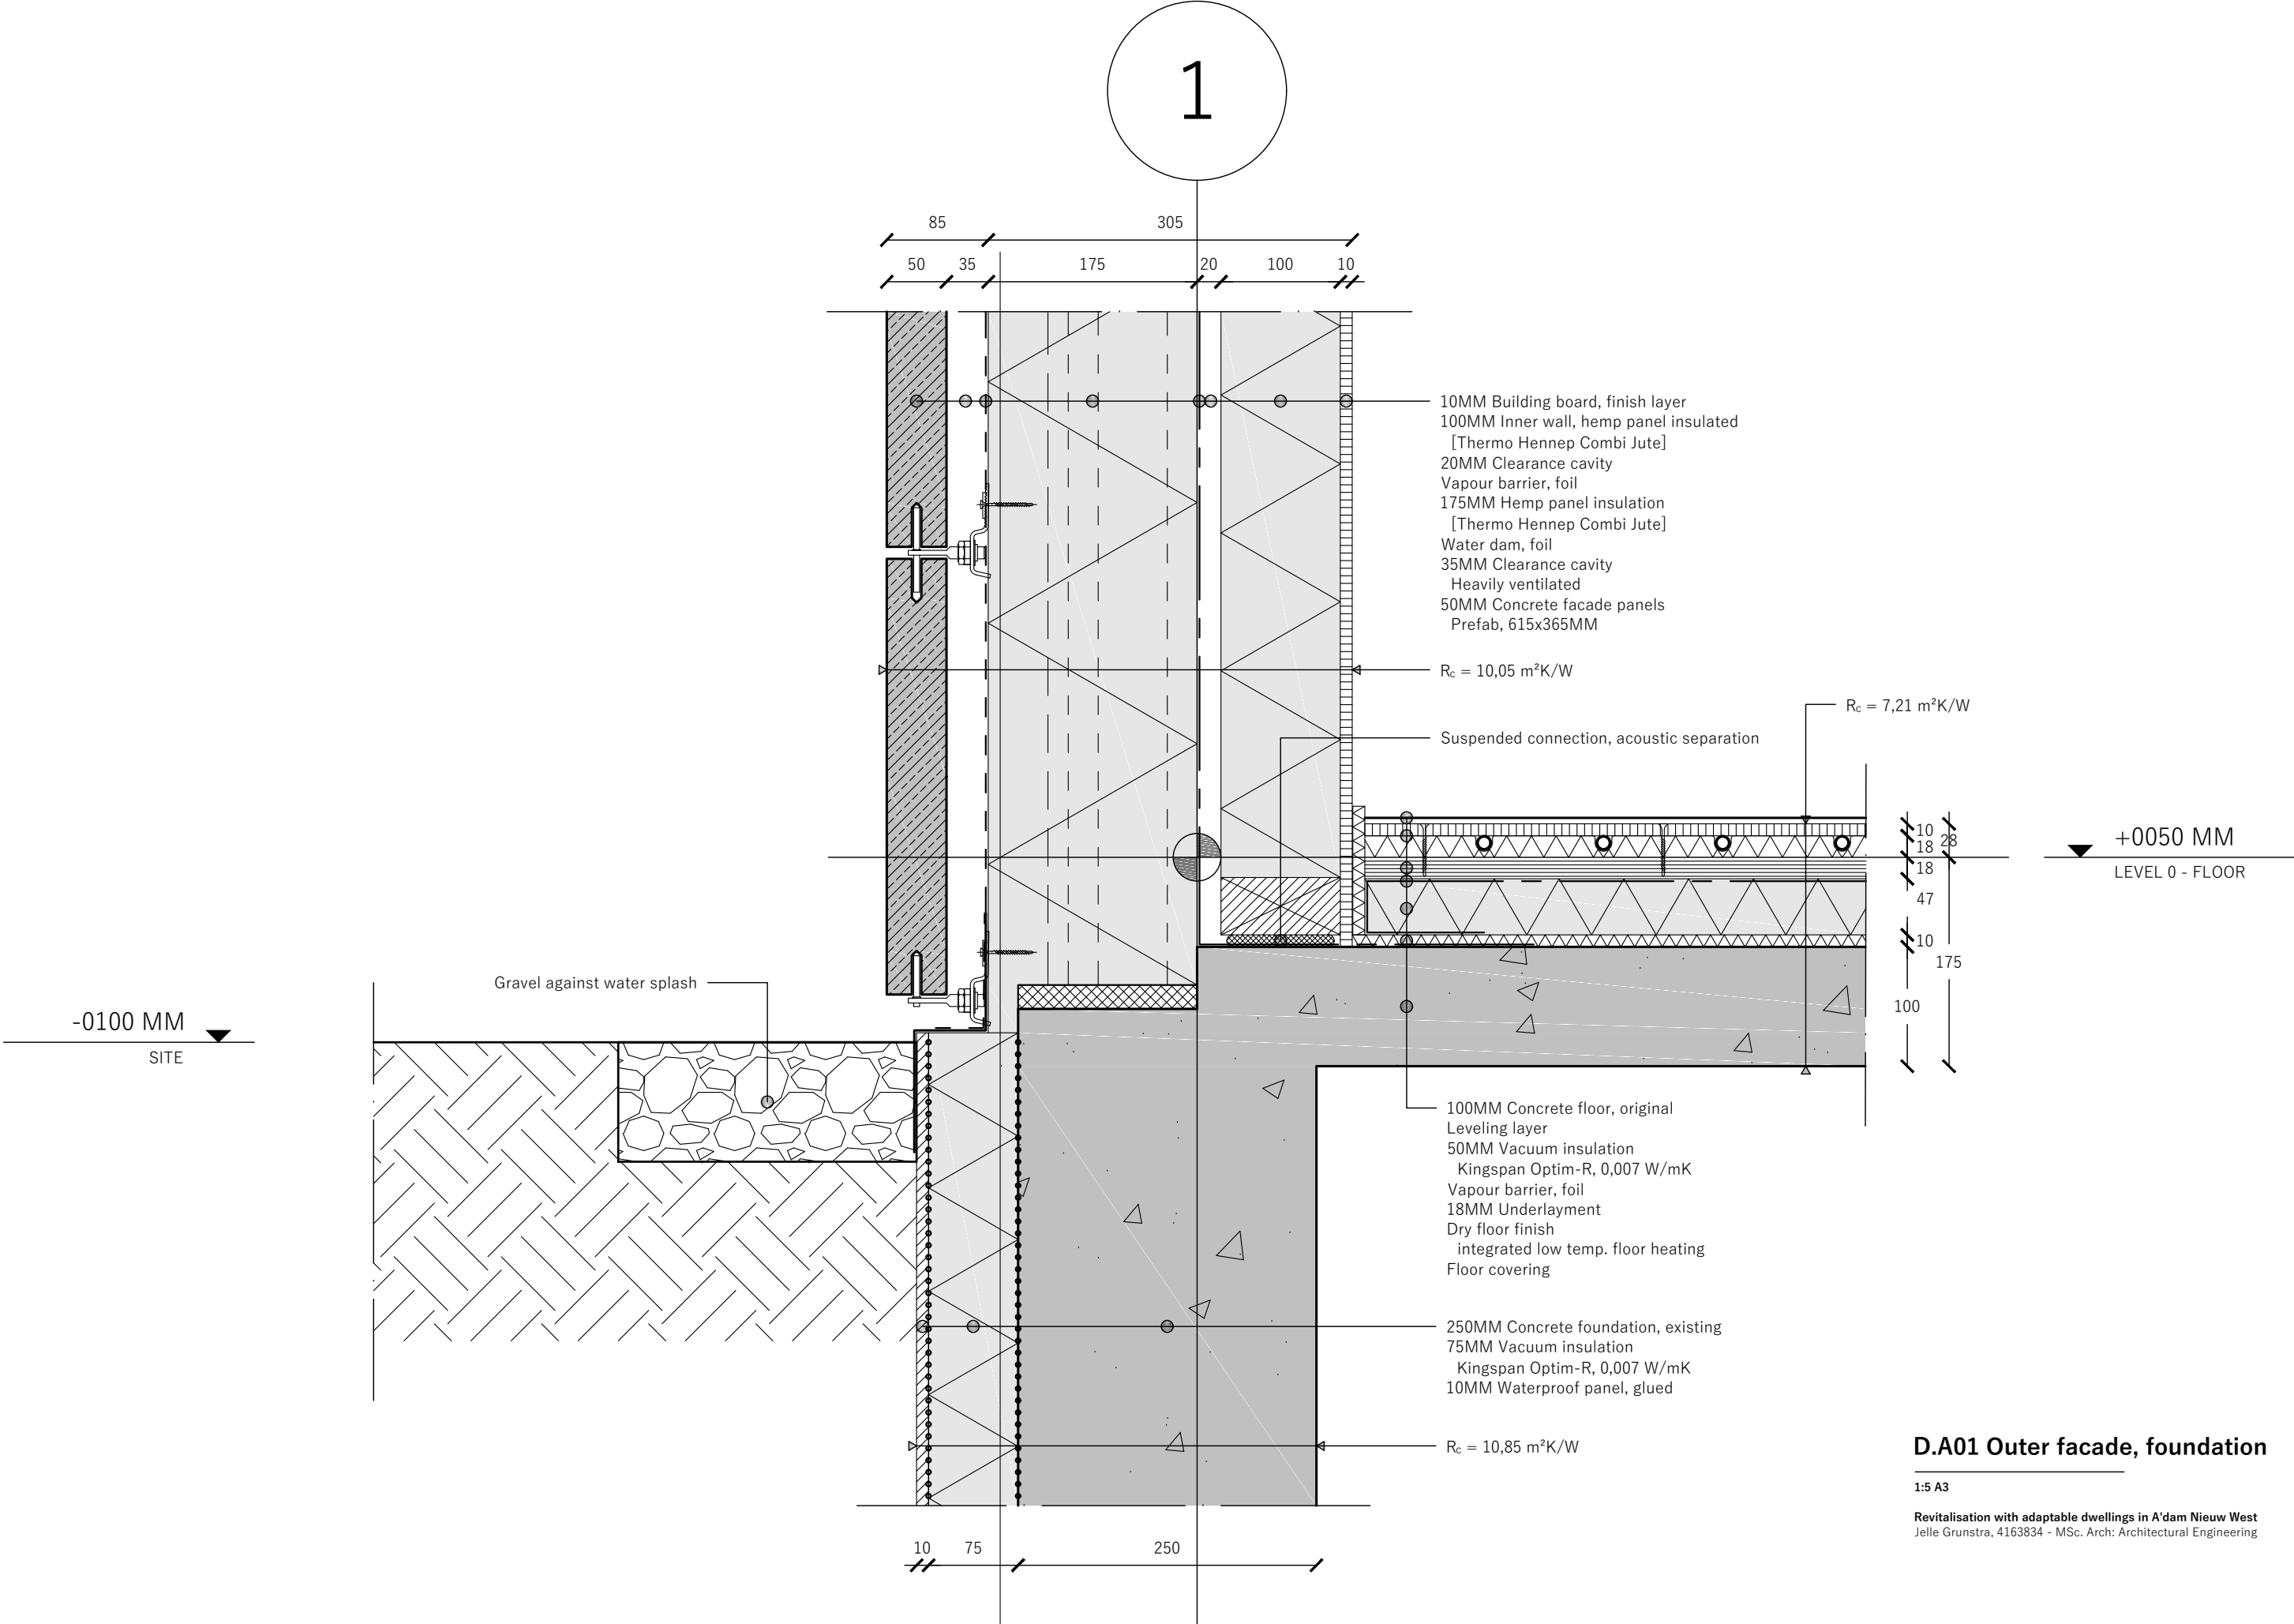 1
85 305
50 35 175 20 100 10
10MM Building board, finish layer
100MM Inner wall, hemp panel insulated
[Thermo Hennep Combi Jute]
20MM Clearance cavity
Vapour barrier, foil
175MM Hemp panel insulation
[Thermo Hennep Combi Jute]
Water dam, foil
35MM Clearance cavity
Heavily ventilated
50MM Concrete facade panels
Prefab, 615x365MM
Rc = 10,05 m²K/W
Rc = 7,21 m²K/W
Suspended connection, acoustic separation
10
18
28
18
47
10
175
100
+0050 MM
LEVEL 0 - FLOOR
Gravel against water splash
-0100 MM
SITE
100MM Concrete floor, original
Leveling layer
50MM Vacuum insulation
Kingspan Optim-R, 0,007 W/mK
Vapour barrier, foil
18MM Underlayment
Dry floor finish
integrated low temp. floor heating
Floor covering
250MM Concrete foundation, existing
75MM Vacuum insulation
Kingspan Optim-R, 0,007 W/mK
10MM Waterproof panel, glued
Rc = 10,85 m²K/W
10 75 250
D.A01 Outer facade, foundation
1:5 A3
Revitalisation with adaptable dwellings in A'dam Nieuw West
Jelle Grunstra, 4163834 - MSc. Arch: Architectural Engineering